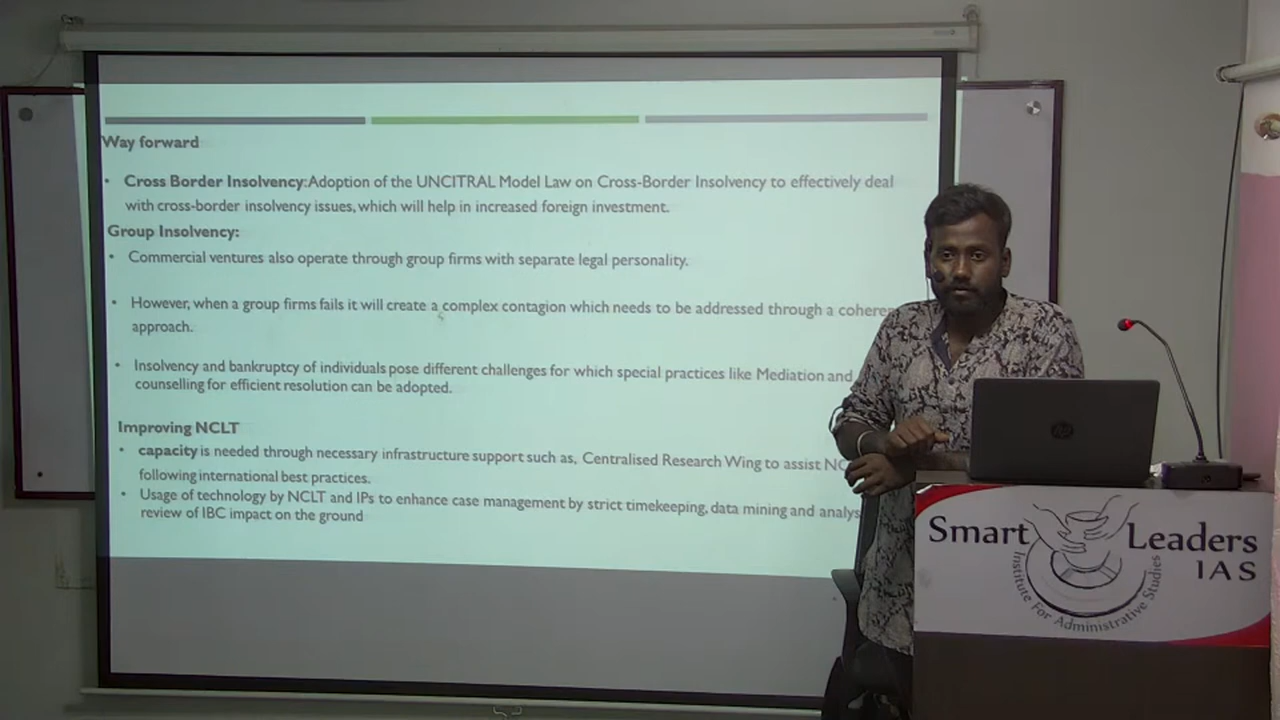 Way forward
• Cross Border Insolvency: Adoption of the UNCITRAL Model Law on Cross-Border Insolvency to effectively deal
with cross-border insolvency issues, which will help in increased foreign investment.
Group Insolvency:
• Commercial ventures also operate through group firms with separate legal personality.
• However, when a group firms fails it will create a complex contagion which needs to be addressed through a
approach.
• Insolvency and bankruptcy of individuals pose different challenges for which special practices like Mediation and
counselling for efficient resolution can be adopted.
Improving NCLT
• capacity is needed through necessary infrastructure support such as, Centralised Research Wing to assist
following international best practices.
• Usage of technology by NCLT and IPs to enhance case management by strict timekeeping, data mining and
review of IBC impact on the ground
Smart Leaders
IAS
Institute For Administrative Studies
hp